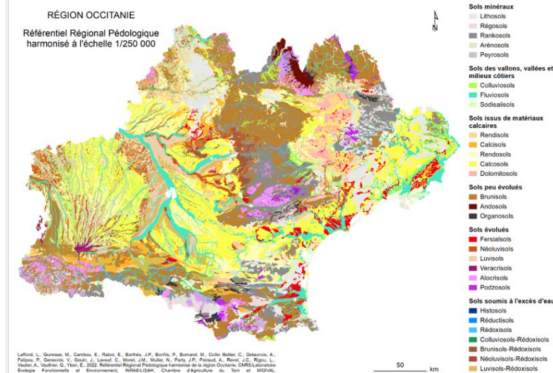 RÉGION OCCITANIE
Référentiel Régional Pédologique
harmonisé à l'échelle 1/250 000
N
Sols minéraux
Lithosols
Régosols
Rankosols
Arénosols
Peyrosols
Sols des vallons, vallées et
milieux côtiers
Colluviosols
Fluviosols
Sodisalisols
Sols issus de matériaux
calcaires
Rendisols
Calcisols
Rendosols
Calcosols
Dolomitosols
Sols peu évolués
Brunisols
Andosols
Organosols
Sols évolués
Fersialsols
Néoluvisols
Luvisols
Veracrisols
Alocrisols
Podzosols
Sols soumis à l'excès d'eau
Histosols
Réductisols
Rédoxisols
Colluviosols-Rédoxisols
Brunisols-Rédoxisols
Néoluvisols-Rédoxisols
Luvisols-Rédoxisols
50
km